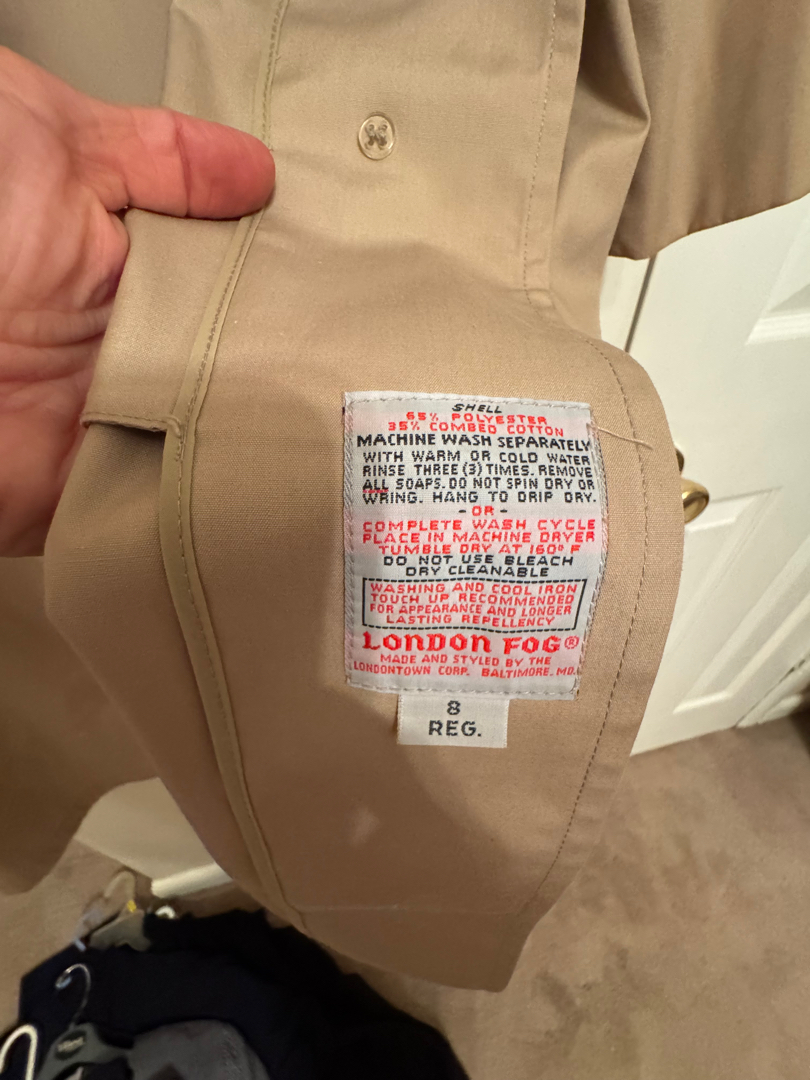 SHELL
65% POLYESTER
35% COMBED COTTON
MACHINE WASH SEPARATELY
WITH WARM OR COLD WATER
RINSE THREE (3) TIMES. REMOVE
ALL SOAPS. DO NOT SPIN DRY OR
WRING. HANG TO DRIP DRY.
- OR -
COMPLETE WASH CYCLE
PLACE IN MACHINE DRYER
TUMBLE DRY AT 160° F
DO NOT USE BLEACH
DRY CLEANABLE
WASHING AND COOL IRON
TOUCH UP RECOMMENDED
FOR APPEARANCE AND LONGER
LASTING REPELLENCY
LONDON FOG®
MADE AND STYLED BY THE
LONDONTOWN CORP. BALTIMORE, MD.
8
REG.